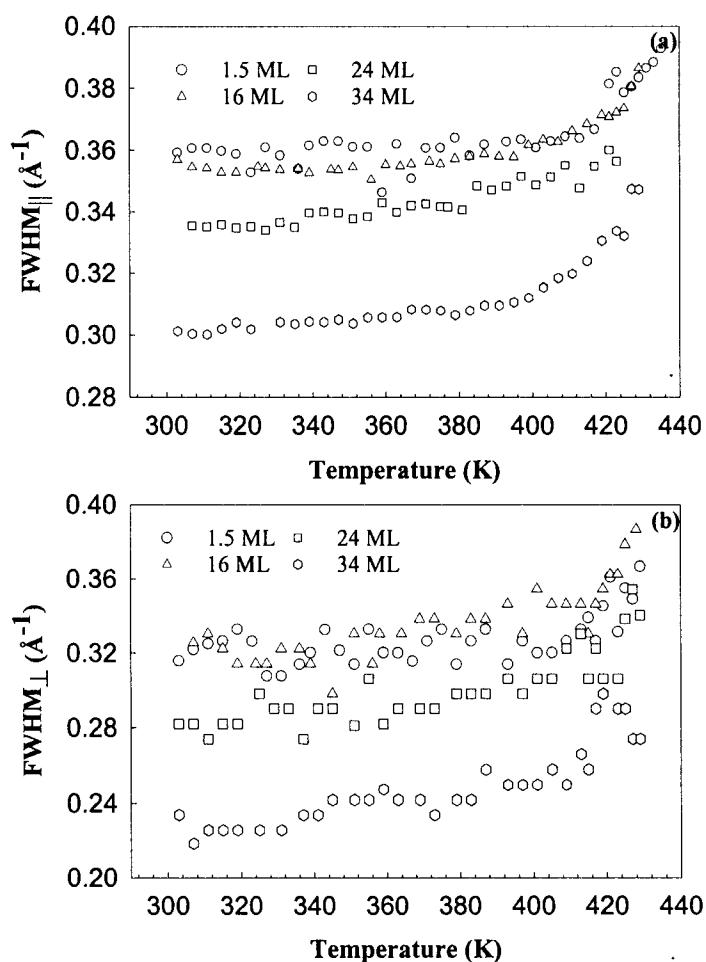 0.40
(a)
1.5 ML 24 ML
16 ML 34 ML
0.38
0.36
0.34
0.32
0.30
0.28
FWHM|| (Å⁻¹)
300 320 340 360 380 400 420 440
Temperature (K)
0.40
(b)
1.5 ML 24 ML
16 ML 34 ML
0.36
0.32
0.28
0.24
0.20
FWHM⊥ (Å⁻¹)
300 320 340 360 380 400 420 440
Temperature (K)